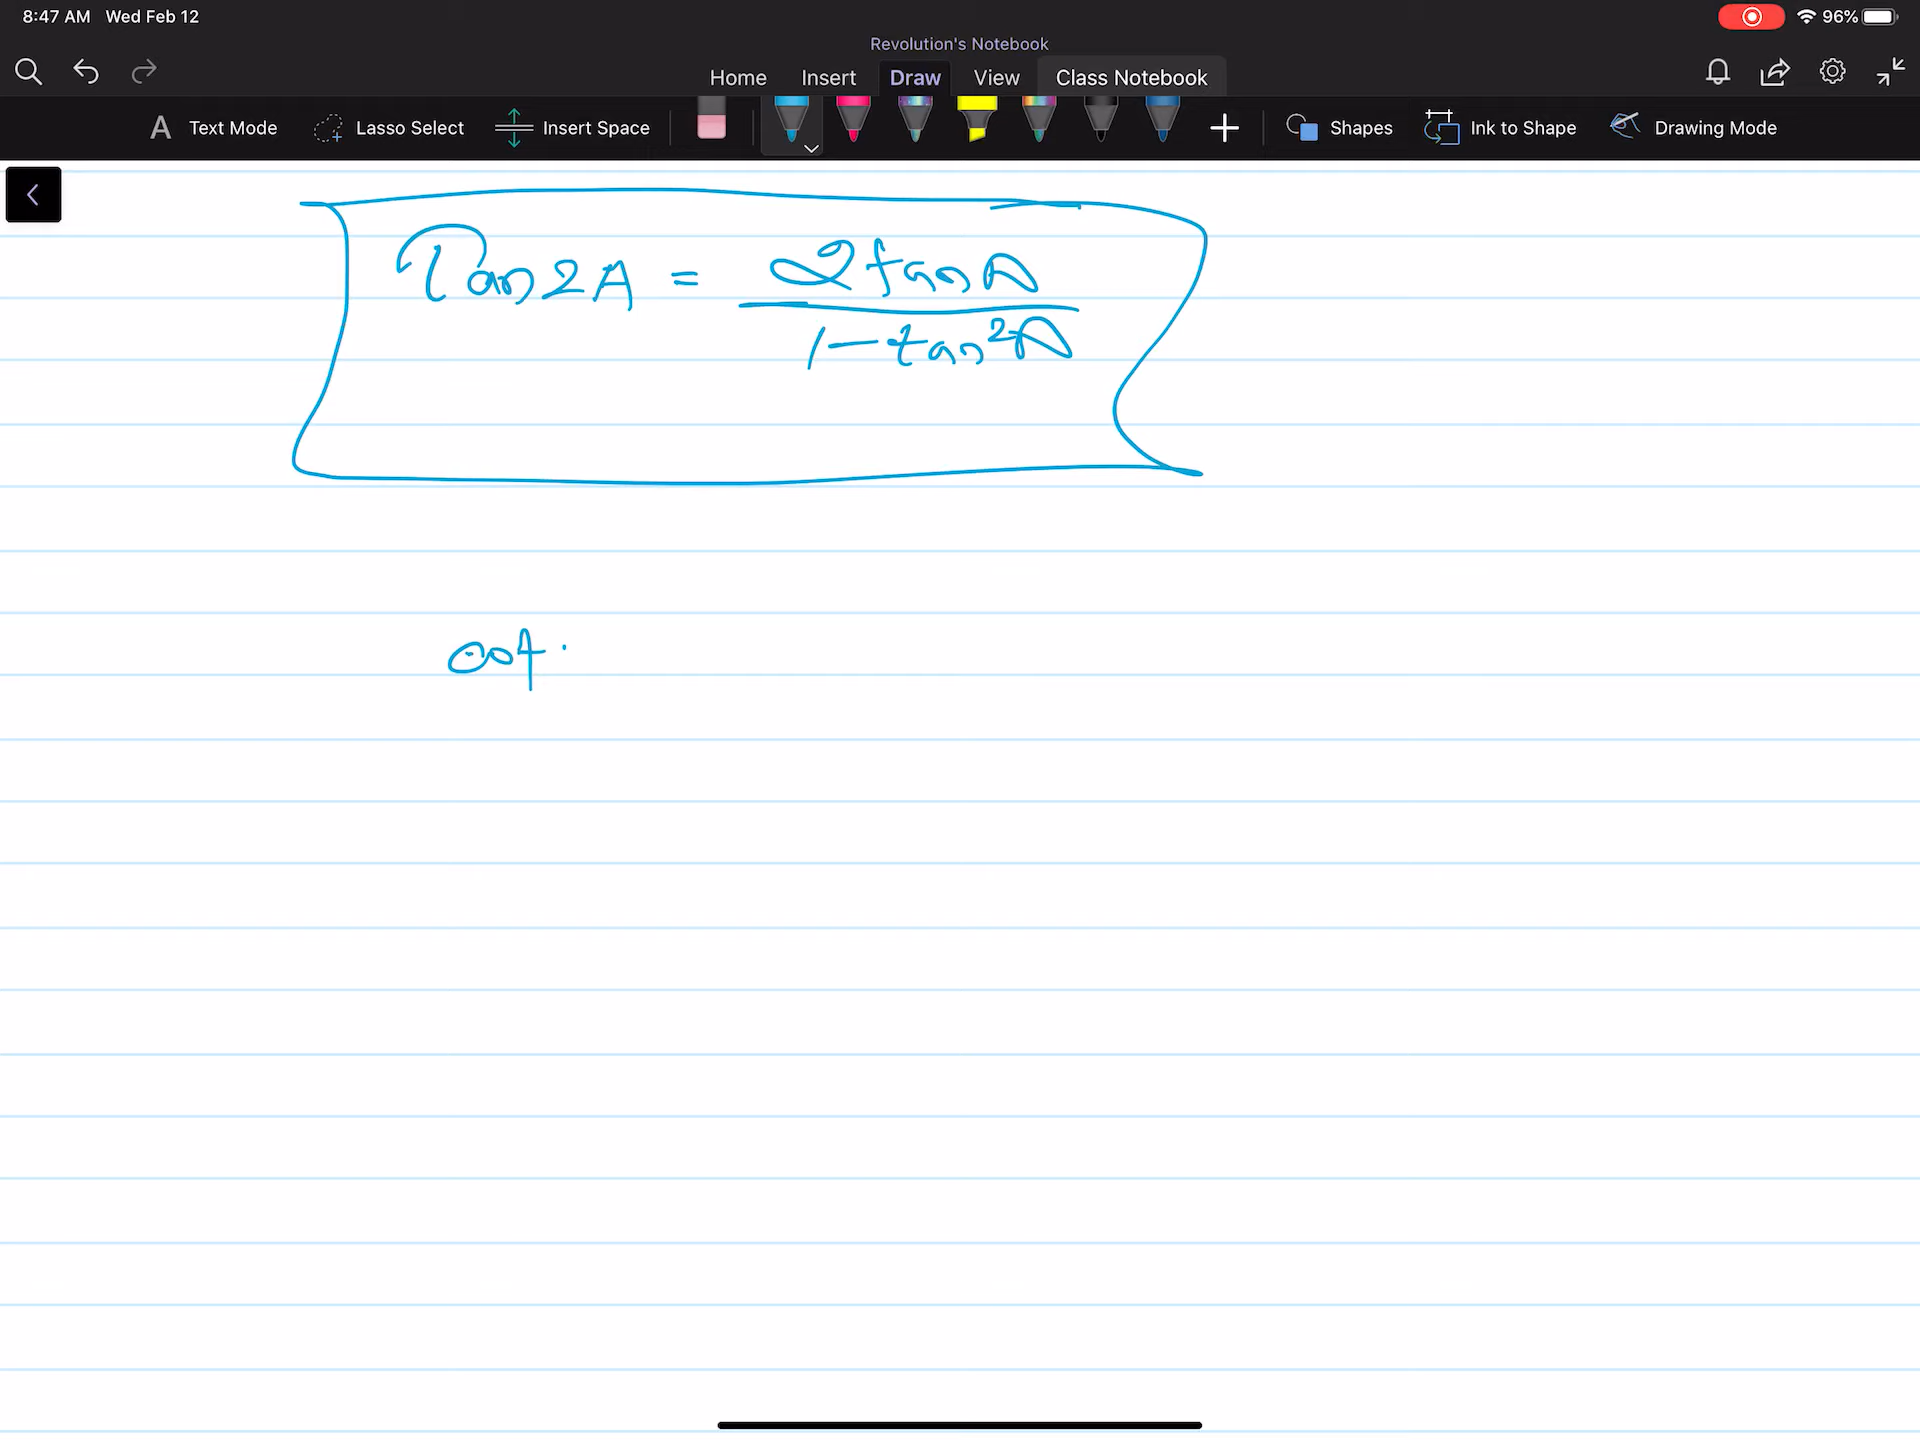 8:47 AM Wed Feb 12 96%
Revolution's Notebook
Home Insert Draw View Class Notebook
A Text Mode Lasso Select Insert Space Shapes Ink to Shape Drawing Mode
Tan2A = 2tanA
1-tan²A
cot